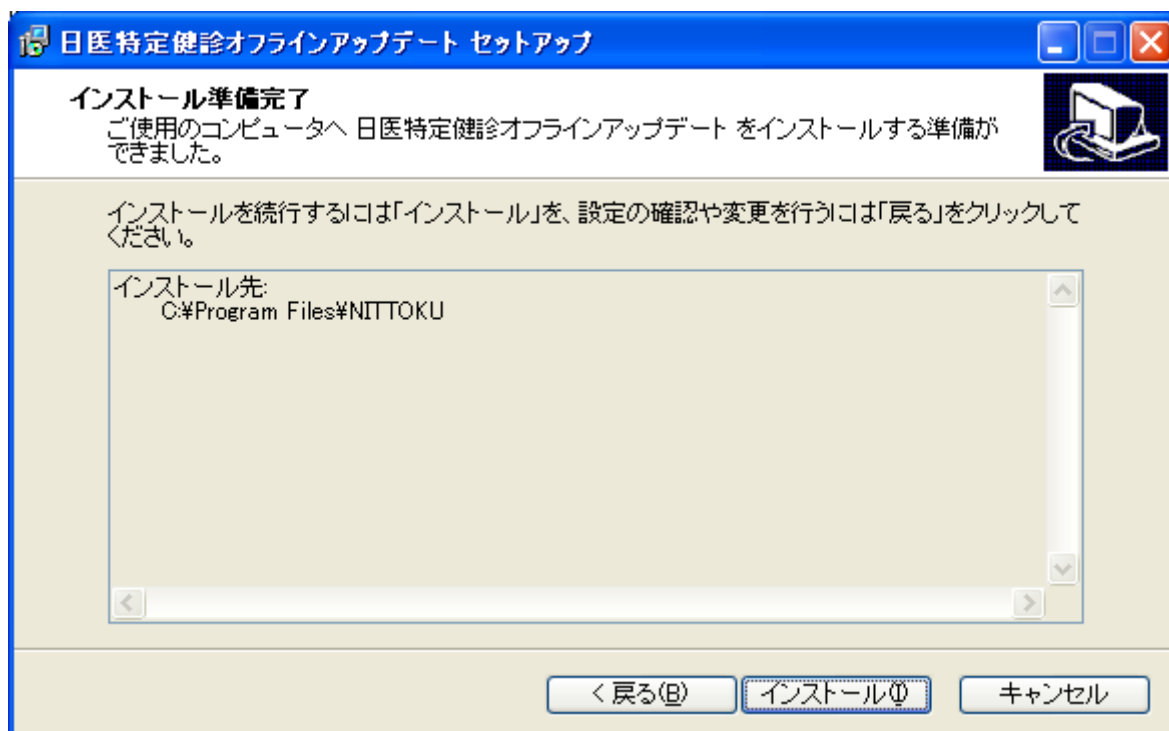 日医特定健診オフラインアップデート セットアップ
インストール準備完了
ご使用のコンピュータへ 日医特定健診オフラインアップデート をインストールする準備が
できました。
インストールを続行するには「インストール」を、設定の確認や変更を行うには「戻る」をクリックして
ください。
インストール先:
C:¥Program Files¥NITTOKU
< 戻る(B) インストール(I) キャンセル